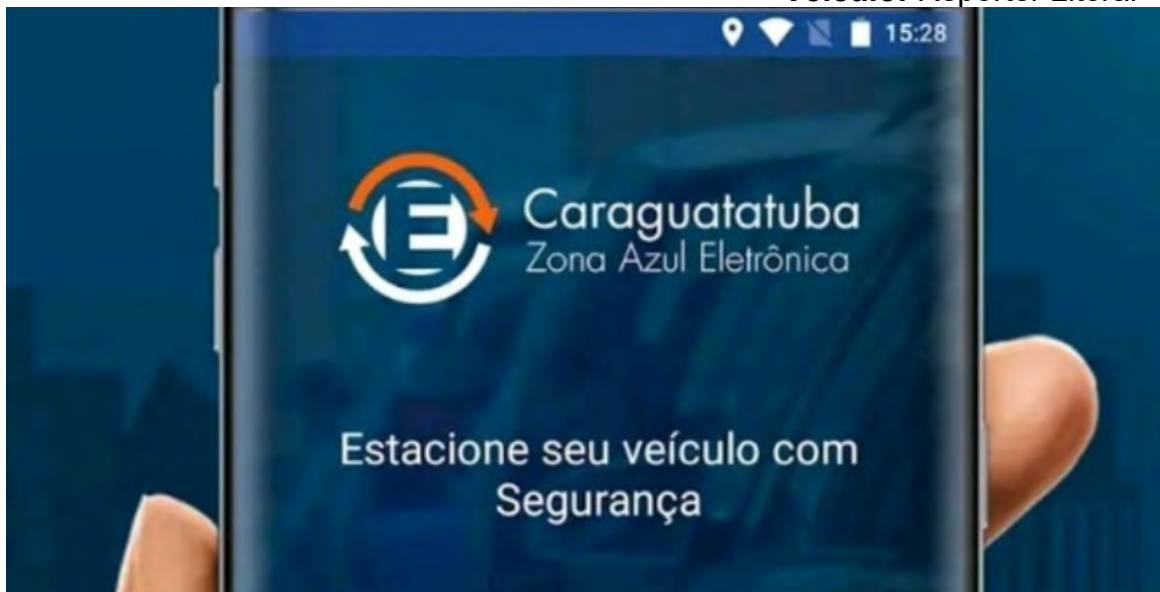 15:28
E
Caraguatatuba
Zona Azul Eletrônica
Estacione seu veículo com
Segurança